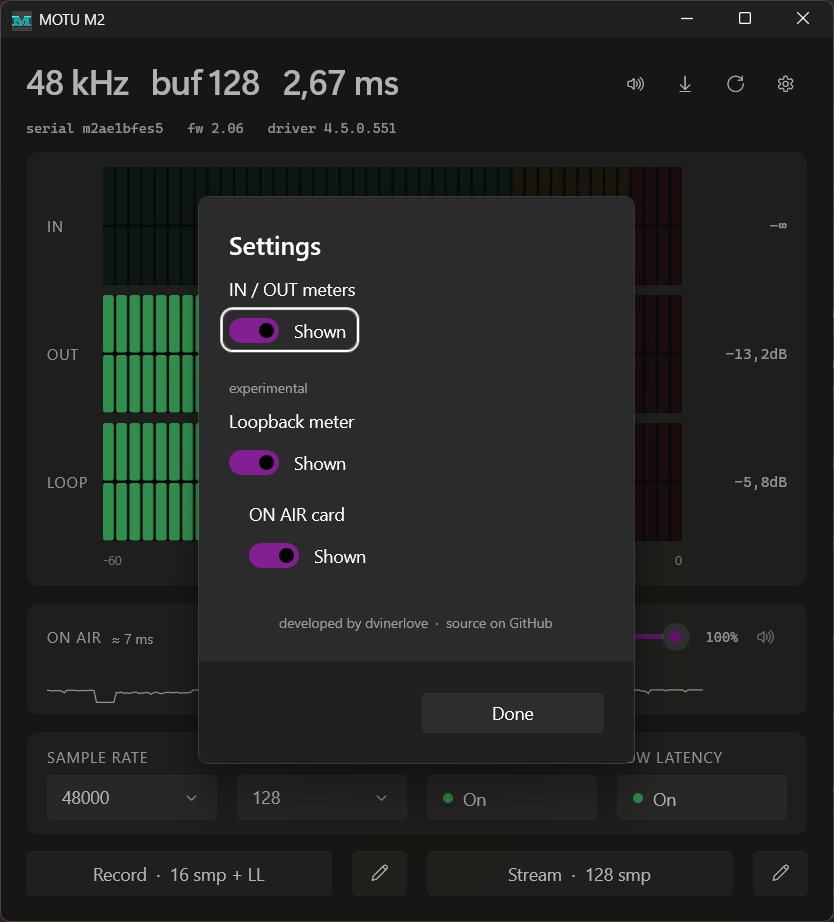 MOTU M2
48 kHz buf 128 2,67 ms
serial m2ae1bfes5 fw 2.06 driver 4.5.0.551
IN
−∞
OUT
−13,2dB
LOOP
−5,8dB
-60
0
Settings
IN / OUT meters
Shown
experimental
Loopback meter
Shown
ON AIR card
Shown
developed by dvinerlove · source on GitHub
Done
ON AIR ≈ 7 ms
100%
SAMPLE RATE
OW LATENCY
48000
128
On
On
Record · 16 smp + LL
Stream · 128 smp